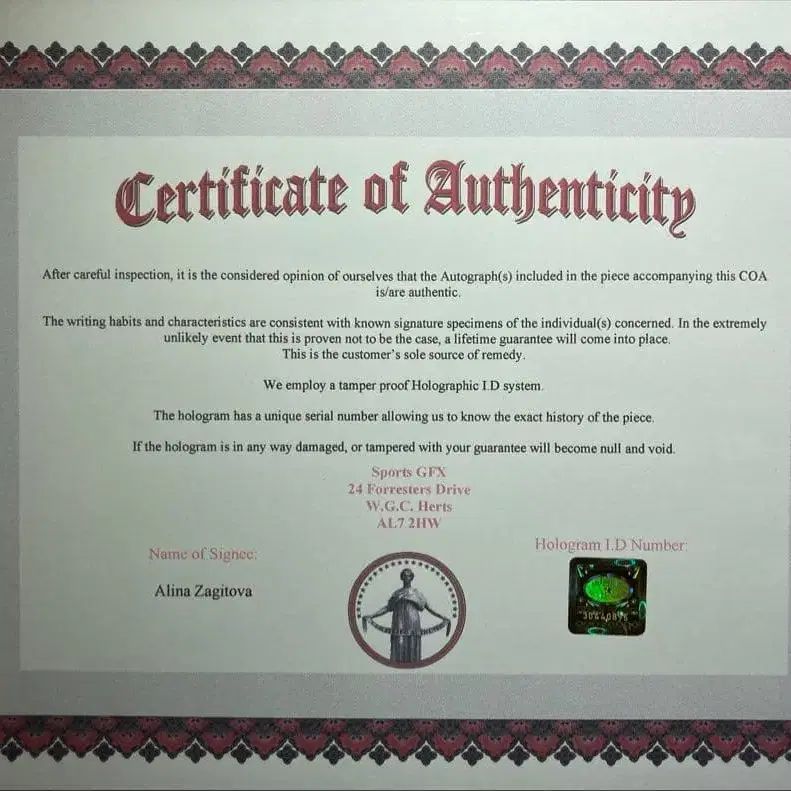 Certificate of Authenticity
After careful inspection, it is the considered opinion of ourselves that the Autograph(s) included in the piece accompanying this COA
is/are authentic.
The writing habits and characteristics are consistent with known signature specimens of the individual(s) concerned. In the extremely
unlikely event that this is proven not to be the case, a lifetime guarantee will come into place.
This is the customer's sole source of remedy.
We employ a tamper proof Holographic I.D system.
The hologram has a unique serial number allowing us to know the exact history of the piece.
If the hologram is in any way damaged, or tampered with your guarantee will become null and void.
Sports GFX
24 Forresters Drive
W.G.C. Herts
AL7 2HW
Name of Signee:
Alina Zagitova
Hologram I.D Number: